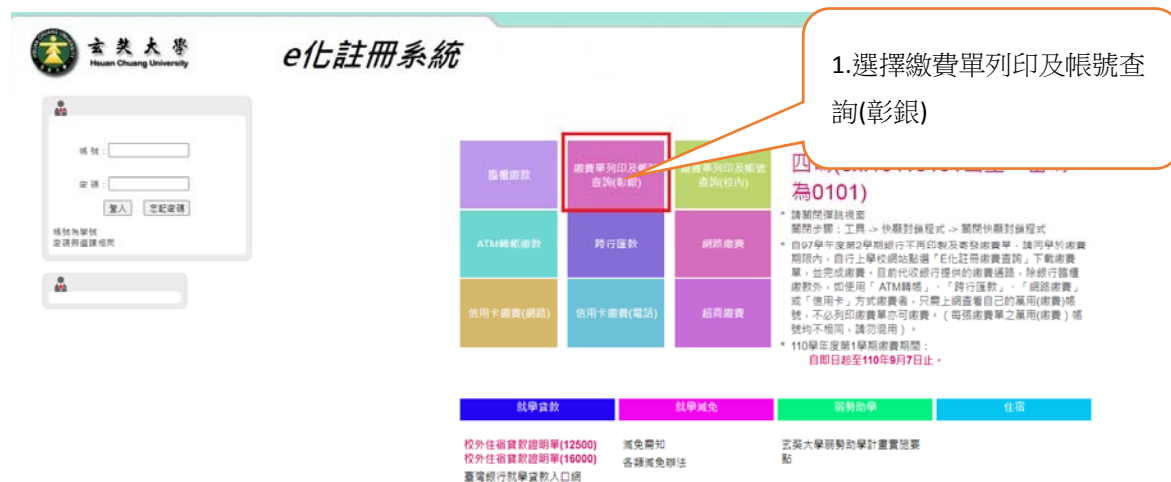 玄奘大學
Hsuan Chuang University
e化註冊系統
1.選擇繳費單列印及帳號查
詢(彰銀)
帳號:
密碼:
登入
忘記密碼
帳號為學號
密碼與選課相同
臨櫃繳款
繳費單列印及帳號
查詢(彰銀)
繳費單列印及帳號
查詢(校內)
ATM轉帳繳款
跨行匯款
網路繳費
信用卡繳費(網路)
信用卡繳費(電話)
超商繳費
為0101)
* 請關閉彈跳視窗
關閉步驟:工具 -> 快顯封鎖程式 -> 關閉快顯封鎖程式
* 自97學年度第2學期銀行不再印製及寄發繳費單,請同學於繳費
期限內,自行上學校網站點選「E化註冊繳費查詢」下載繳費
單,並完成繳費。目前代收銀行提供的繳費通路,除銀行臨櫃
繳款外,如使用「ATM轉帳」、「跨行匯款」、「網路繳費」
或「信用卡」方式繳費者,只需上網查看自己的萬用(繳費)帳
號,不必列印繳費單亦可繳費。(每張繳費單之萬用(繳費)帳
號均不相同,請勿混用)。
* 110學年度第1學期繳費期間:
自即日起至110年9月7日止。
就學貸款
就學減免
弱勢助學
住宿
校外住宿貸款證明單(12500)
校外住宿貸款證明單(16000)
臺灣銀行就學貸款入口網
減免需知
各類減免辦法
玄奘大學弱勢助學計畫實施要
點